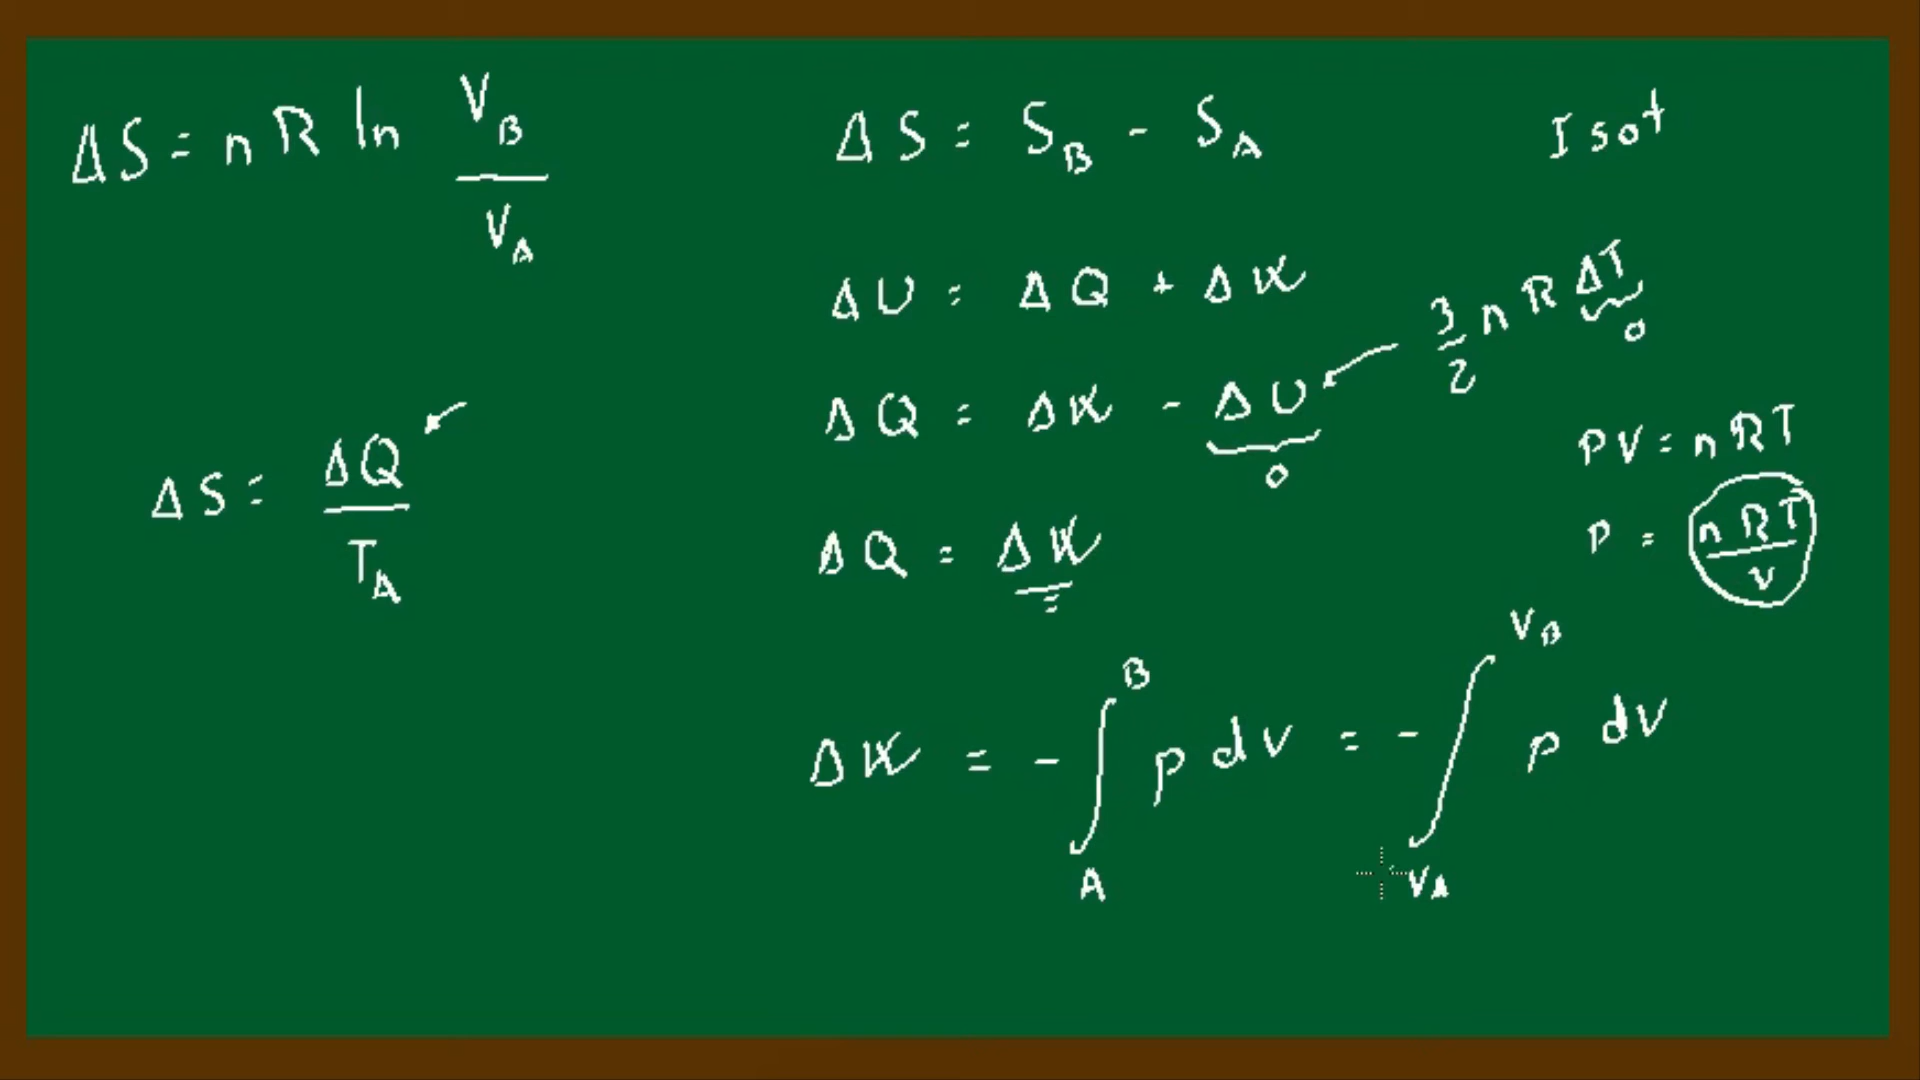 ΔS = nR ln V_B / V_A
ΔS = ΔQ / T_A
ΔS = S_B - S_A
Isot
ΔU = ΔQ + ΔW
3/2 nR ΔT
0
ΔQ = ΔW - ΔU
0
PV = nRT
P = nRT / V
ΔQ = ΔW
ΔW = - ∫_A^B p dV = - ∫_{V_A}^{V_B} p dV